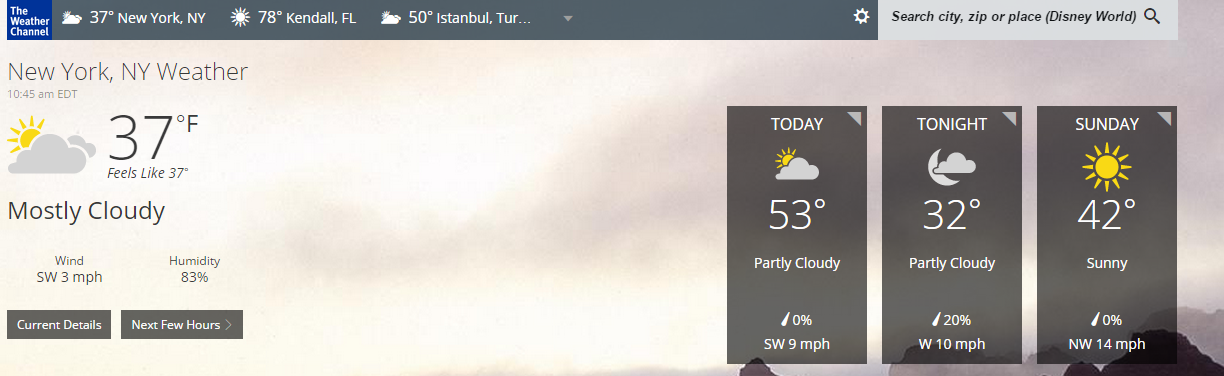 The
Weather
Channel
37° New York, NY
78° Kendall, FL
50° Istanbul, Tur...
Search city, zip or place (Disney World)
New York, NY Weather
10:45 am EDT
37°F
Feels Like 37°
Mostly Cloudy
Wind
SW 3 mph
Humidity
83%
Current Details
Next Few Hours
TODAY
53°
Partly Cloudy
0%
SW 9 mph
TONIGHT
32°
Partly Cloudy
20%
W 10 mph
SUNDAY
42°
Sunny
0%
NW 14 mph